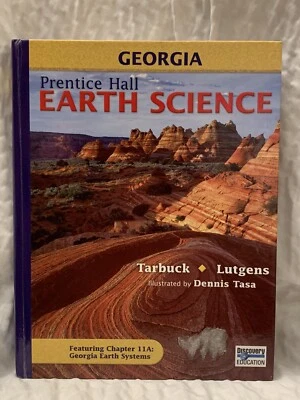 GEORGIA
Prentice Hall
EARTH SCIENCE
Tarbuck ◆ Lutgens
Illustrated by Dennis Tasa
Featuring Chapter 11A:
Georgia Earth Systems
Discovery
EDUCATION